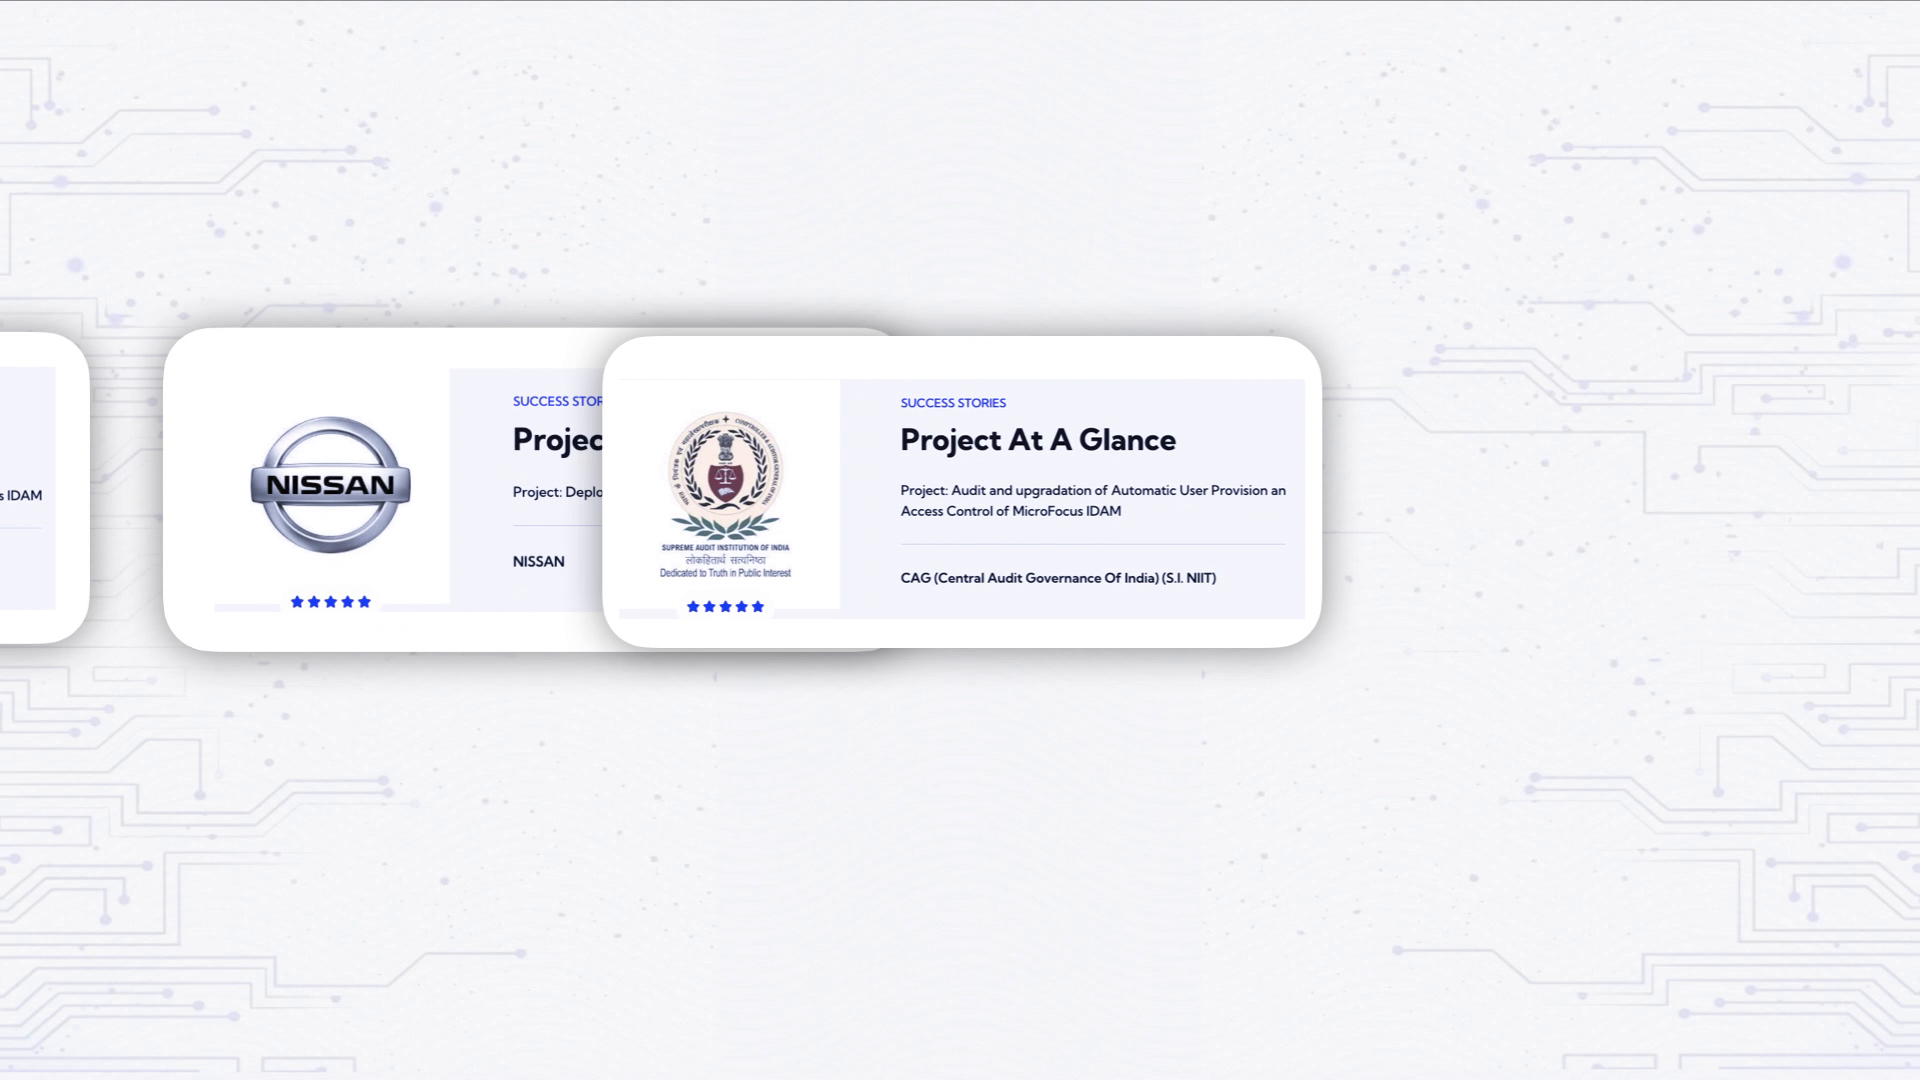 s IDAM
NISSAN
SUCCESS STOR
Projec
Project: Deplo
NISSAN
SUPREME AUDIT INSTITUTION OF INDIA
लोकहितार्थ सत्यनिष्ठा
Dedicated to Truth in Public Interest
SUCCESS STORIES
Project At A Glance
Project: Audit and upgradation of Automatic User Provision an
Access Control of MicroFocus IDAM
CAG (Central Audit Governance Of India) (S.I. NIIT)